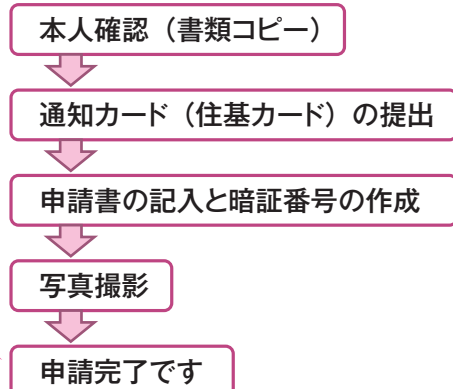 本人確認（書類コピー）
通知カード（住基カード）の提出
申請書の記入と暗証番号の作成
写真撮影
申請完了です